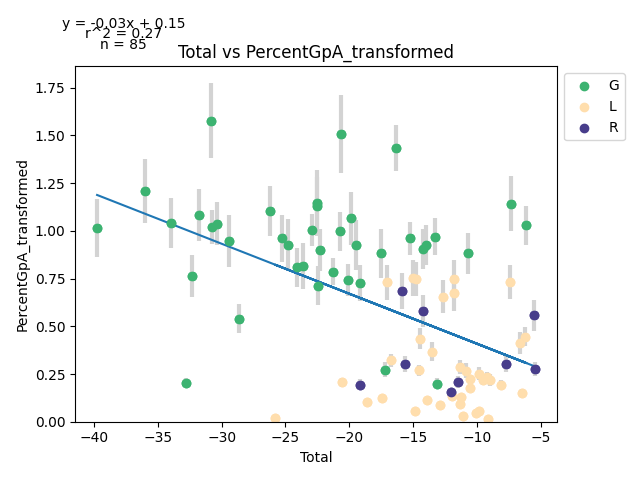 y = -0.03x + 0.15
r^2 = 0.27
n = 85
Total vs PercentGpA_transformed
G
L
R
PercentGpA_transformed
1.75
1.50
1.25
1.00
0.75
0.50
0.25
0.00
−40 −35 −30 −25 −20 −15 −10 −5
Total